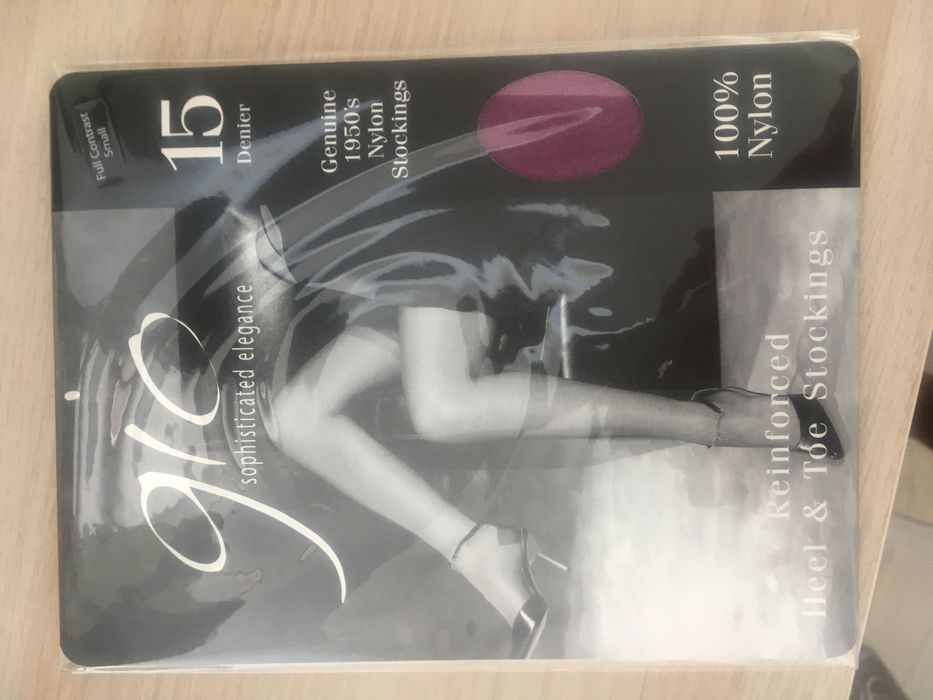 Full Contrast
Small
15
Denier
Genuine
1950's
Nylon
Stockings
100%
Nylon
gio
sophisticated elegance
Reinforced
Heel & Toe Stockings